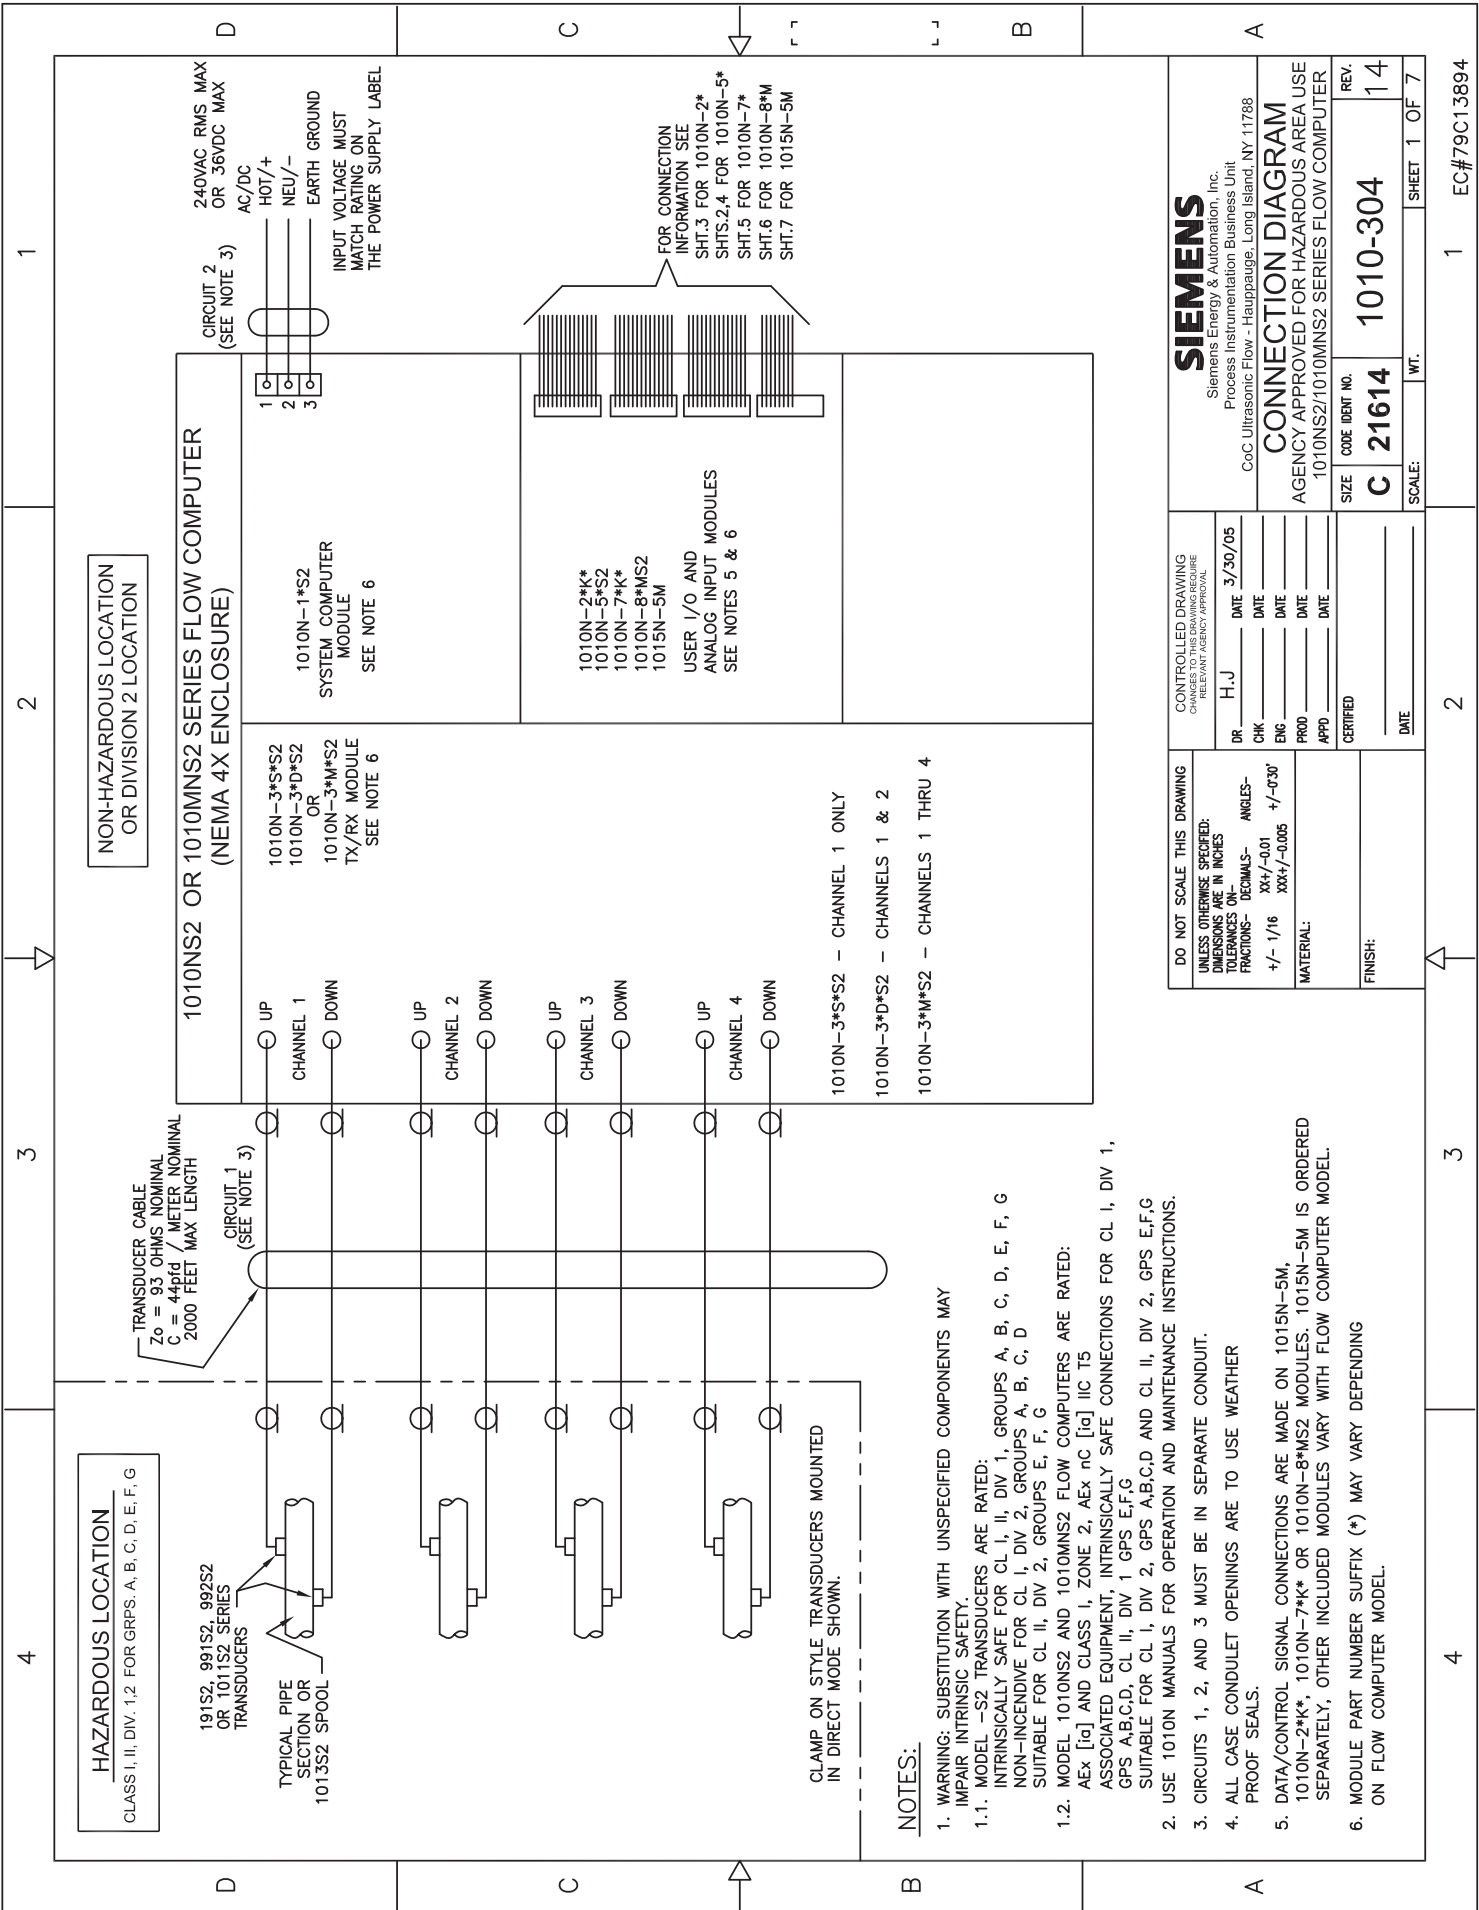 4
3
2
1
D
C
B
A
HAZARDOUS LOCATION
CLASS I, II, DIV. 1,2 FOR GRPS. A, B, C, D, E, F, G
191S2, 991S2, 992S2
OR 1011S2 SERIES
TRANSDUCERS
TYPICAL PIPE
SECTION OR
1013S2 SPOOL
CLAMP ON STYLE TRANSDUCERS MOUNTED
IN DIRECT MODE SHOWN.
TRANSDUCER CABLE
Zo = 93 OHMS NOMINAL
C = 44pfd / METER NOMINAL
2000 FEET MAX LENGTH
CIRCUIT 1
(SEE NOTE 3)
NON-HAZARDOUS LOCATION
OR DIVISION 2 LOCATION
1010NS2 OR 1010MNS2 SERIES FLOW COMPUTER
(NEMA 4X ENCLOSURE)
UP
CHANNEL 1
DOWN
UP
CHANNEL 2
DOWN
UP
CHANNEL 3
DOWN
UP
CHANNEL 4
DOWN
1010N-3*S*S2
1010N-3*D*S2
OR
1010N-3*M*S2
TX/RX MODULE
SEE NOTE 6
1010N-3*S*S2 - CHANNEL 1 ONLY
1010N-3*D*S2 - CHANNELS 1 & 2
1010N-3*M*S2 - CHANNELS 1 THRU 4
1010N-1*S2
SYSTEM COMPUTER
MODULE
SEE NOTE 6
1010N-2*K*
1010N-5*S2
1010N-7*K*
1010N-8*MS2
1015N-5M
USER I/O AND
ANALOG INPUT MODULES
SEE NOTES 5 & 6
1
2
3
CIRCUIT 2
(SEE NOTE 3)
240VAC RMS MAX
OR 36VDC MAX
AC/DC
HOT/+
NEU/-
EARTH GROUND
INPUT VOLTAGE MUST
MATCH RATING ON
THE POWER SUPPLY LABEL
FOR CONNECTION
INFORMATION SEE
SHT.3 FOR 1010N-2*
SHTS.2,4 FOR 1010N-5*
SHT.5 FOR 1010N-7*
SHT.6 FOR 1010N-8*M
SHT.7 FOR 1015N-5M
NOTES:
1. WARNING: SUBSTITUTION WITH UNSPECIFIED COMPONENTS MAY
IMPAIR INTRINSIC SAFETY.
1.1. MODEL -S2 TRANSDUCERS ARE RATED:
INTRINSICALLY SAFE FOR CL I, II, DIV 1, GROUPS A, B, C, D, E, F, G
NON-INCENDIVE FOR CL I, DIV 2, GROUPS A, B, C, D
SUITABLE FOR CL II, DIV 2, GROUPS E, F, G
1.2. MODEL 1010NS2 AND 1010MNS2 FLOW COMPUTERS ARE RATED:
AEx [ia] AND CLASS I, ZONE 2, AEx nC [ia] IIC T5
ASSOCIATED EQUIPMENT, INTRINSICALLY SAFE CONNECTIONS FOR CL I, DIV 1,
GPS A,B,C,D, CL II, DIV 1 GPS E,F,G
SUITABLE FOR CL I, DIV 2, GPS A,B,C,D AND CL II, DIV 2, GPS E,F,G
2. USE 1010N MANUALS FOR OPERATION AND MAINTENANCE INSTRUCTIONS.
3. CIRCUITS 1, 2, AND 3 MUST BE IN SEPARATE CONDUIT.
4. ALL CASE CONDULET OPENINGS ARE TO USE WEATHER
PROOF SEALS.
5. DATA/CONTROL SIGNAL CONNECTIONS ARE MADE ON 1015N-5M,
1010N-2*K*, 1010N-7*K* OR 1010N-8*MS2 MODULES. 1015N-5M IS ORDERED
SEPARATELY, OTHER INCLUDED MODULES VARY WITH FLOW COMPUTER MODEL.
6. MODULE PART NUMBER SUFFIX (*) MAY VARY DEPENDING
ON FLOW COMPUTER MODEL.
DO NOT SCALE THIS DRAWING
UNLESS OTHERWISE SPECIFIED:
DIMENSIONS ARE IN INCHES
TOLERANCES ON-
FRACTIONS- DECIMALS- ANGLES-
+/- 1/16 XX+/-0.01 +/-0'30'
XXX+/-0.005
MATERIAL:
FINISH:
CONTROLLED DRAWING
CHANGES TO THIS DRAWING REQUIRE
RELEVANT AGENCY APPROVAL
DR H.J DATE 3/30/05
CHK DATE
ENG DATE
PROD DATE
APPD DATE
CERTIFIED
DATE
SIEMENS
Siemens Energy & Automation, Inc.
Process Instrumentation Business Unit
CoC Ultrasonic Flow - Hauppauge, Long Island, NY 11788
CONNECTION DIAGRAM
AGENCY APPROVED FOR HAZARDOUS AREA USE
1010NS2/1010MNS2 SERIES FLOW COMPUTER
SIZE
C
CODE IDENT NO.
21614
1010-304
REV.
14
SCALE:
WT.
SHEET 1 OF 7
D
C
B
A
4
3
2
1
EC#79C13894